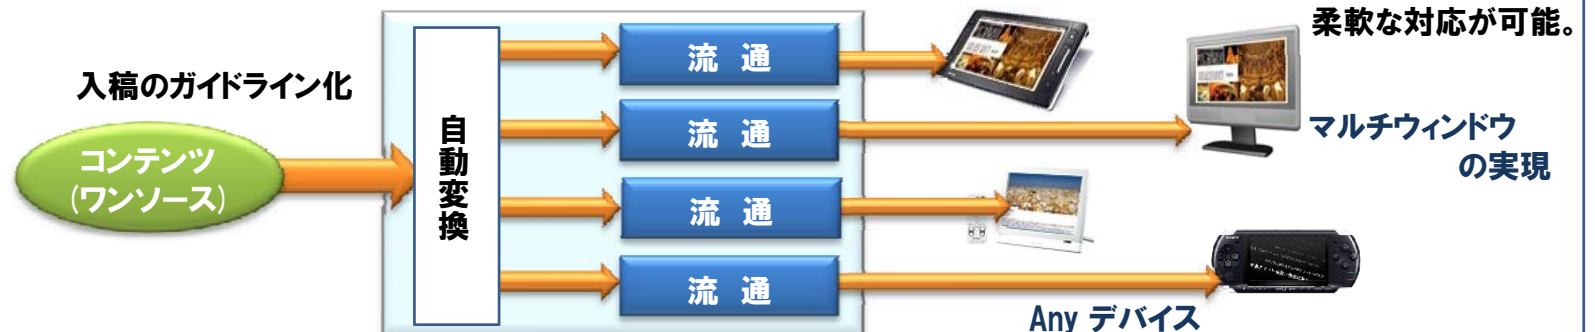 柔軟な対応が可能。
入稿のガイドライン化
コンテンツ
(ワンソース)
自動変換
流 通
流 通
流 通
流 通
マルチウィンドウ
の実現
Any デバイス